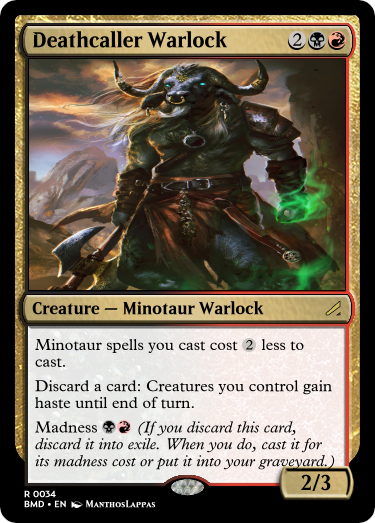 Deathcaller Warlock 2
Creature — Minotaur Warlock
Minotaur spells you cast cost 2 less to
cast.
Discard a card: Creatures you control gain
haste until end of turn.
Madness (If you discard this card,
discard it into exile. When you do, cast it for
its madness cost or put it into your graveyard.)
2/3
R 0034
BMD • EN MANTHOSLAPPAS